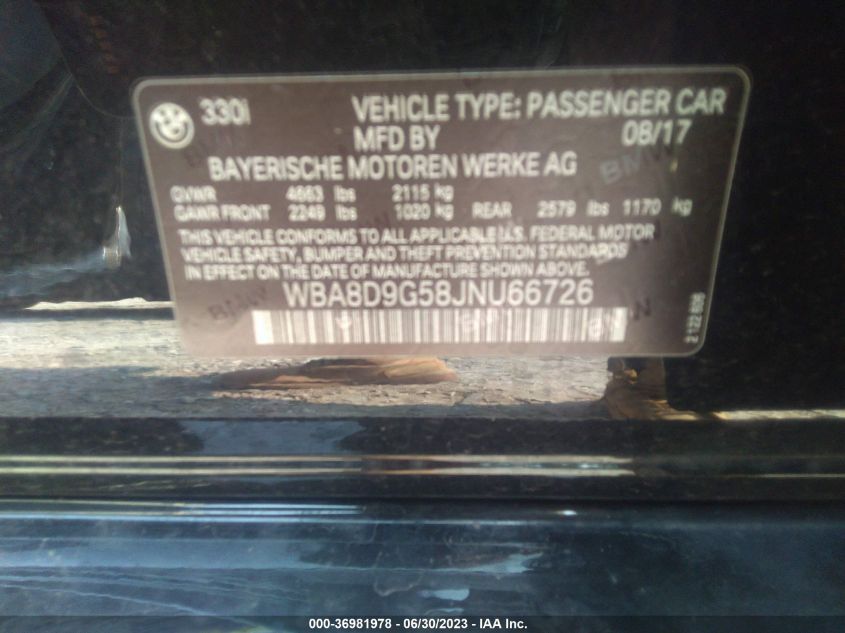 330i VEHICLE TYPE: PASSENGER CAR
MFD BY 08/17
BAYERISCHE MOTOREN WERKE AG
GVWR 4663 lbs 2115 kg
GAWR FRONT 2249 lbs 1020 kg REAR 2579 lbs 1170 kg
THIS VEHICLE CONFORMS TO ALL APPLICABLE U.S. FEDERAL MOTOR
VEHICLE SAFETY, BUMPER AND THEFT PREVENTION STANDARDS
IN EFFECT ON THE DATE OF MANUFACTURE SHOWN ABOVE.
WBA8D9G58JNU66726
000-36981978 - 06/30/2023 - IAA Inc.